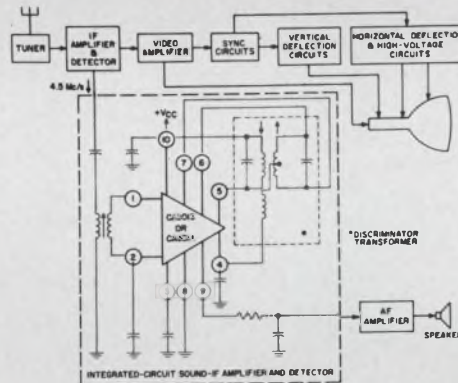 TUNER
IF AMPLIFIER & DETECTOR
VIDEO AMPLIFIER
SYNC CIRCUITS
VERTICAL DEFLECTION CIRCUITS
HORIZONTAL DEFLECTION & HIGH-VOLTAGE CIRCUITS
4.5 Mc/s
+VCC
10
7
6
1
5
2
OR
4
8
9
*
*DISCRIMINATOR TRANSFORMER
AF AMPLIFIER
SPEAKER
INTEGRATED-CIRCUIT SOUND-IF AMPLIFIER AND DETECTOR